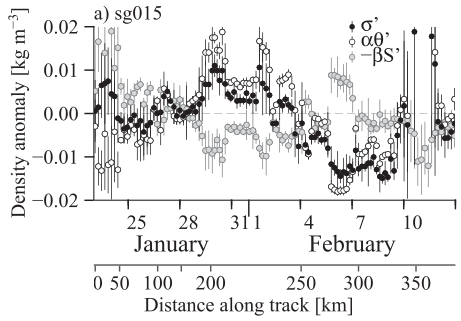 a) sg015
σ'
αθ'
−βS'
Density anomaly [kg m⁻³]
0.02
0.01
0.00
−0.01
−0.02
25 28 31 1 4 7 10
January February
0 50 100 200 250 300 350
Distance along track [km]